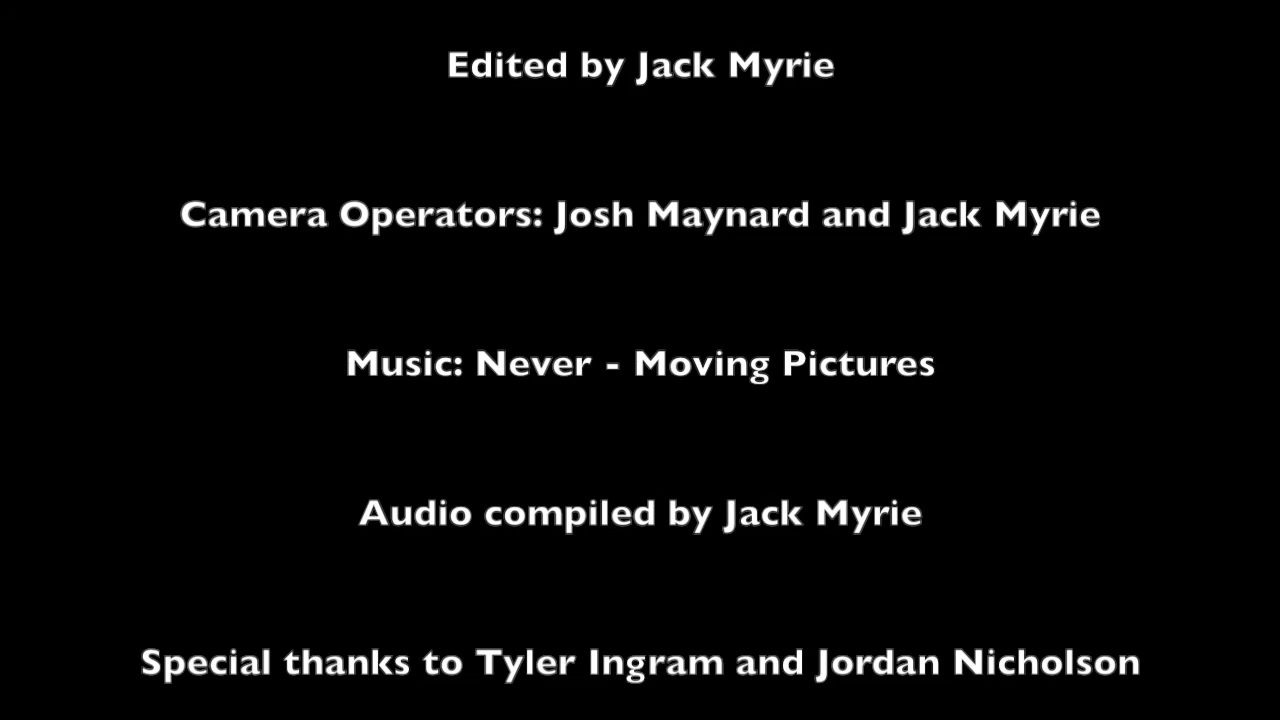 Edited by Jack Myrie
Camera Operators: Josh Maynard and Jack Myrie
Music: Never - Moving Pictures
Audio compiled by Jack Myrie
Special thanks to Tyler Ingram and Jordan Nicholson